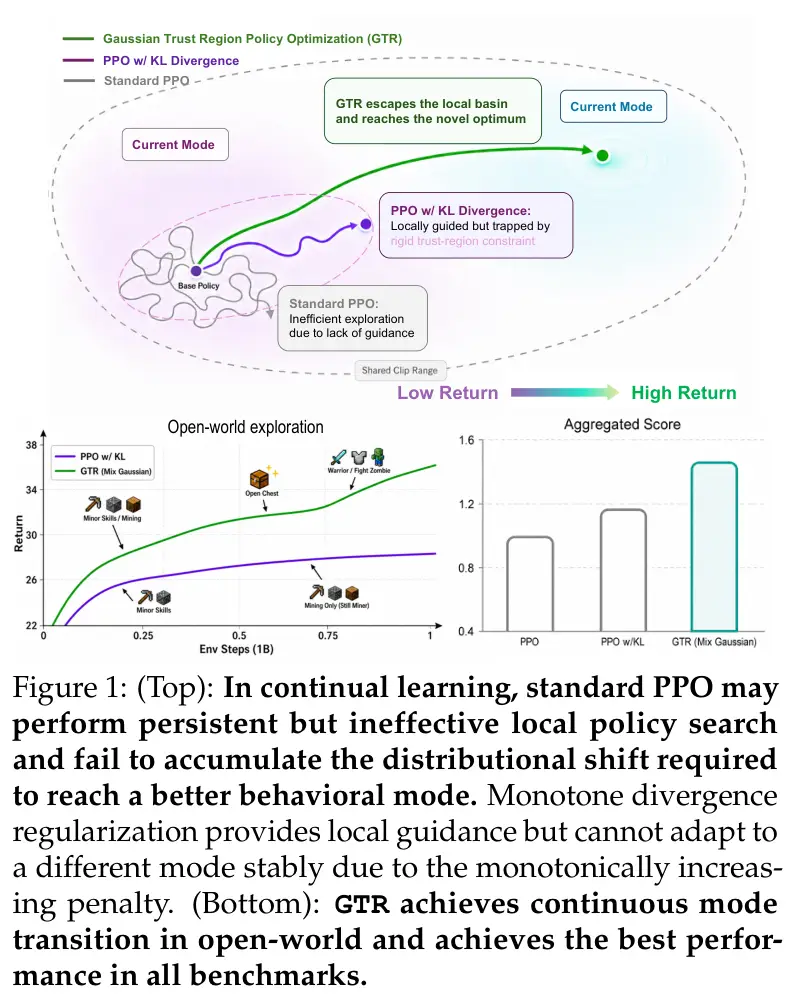 Gaussian Trust Region Policy Optimization (GTR)
PPO w/ KL Divergence
Standard PPO
GTR escapes the local basin
and reaches the novel optimum
Current Mode
Current Mode
PPO w/ KL Divergence:
Locally guided but trapped by
rigid trust-region constraint
Base Policy
Standard PPO:
Inefficient exploration
due to lack of guidance
Shared Clip Range
Low Return
High Return
Open-world exploration
38
34
30
26
22
Return
PPO w/ KL
GTR (Mix Gaussian)
Minor Skills / Mining
Open Chest
Warrior / Fight Zombie
Minor Skills
Mining Only (Still Miner)
0
0.25
0.5
0.75
1
Env Steps (1B)
Aggregated Score
1.6
1.2
0.8
0.4
PPO
PPO w/KL
GTR (Mix Gaussian)
Figure 1: (Top): In continual learning, standard PPO may
perform persistent but ineffective local policy search
and fail to accumulate the distributional shift required
to reach a better behavioral mode. Monotone divergence
regularization provides local guidance but cannot adapt to
a different mode stably due to the monotonically increas-
ing penalty. (Bottom): GTR achieves continuous mode
transition in open-world and achieves the best perfor-
mance in all benchmarks.